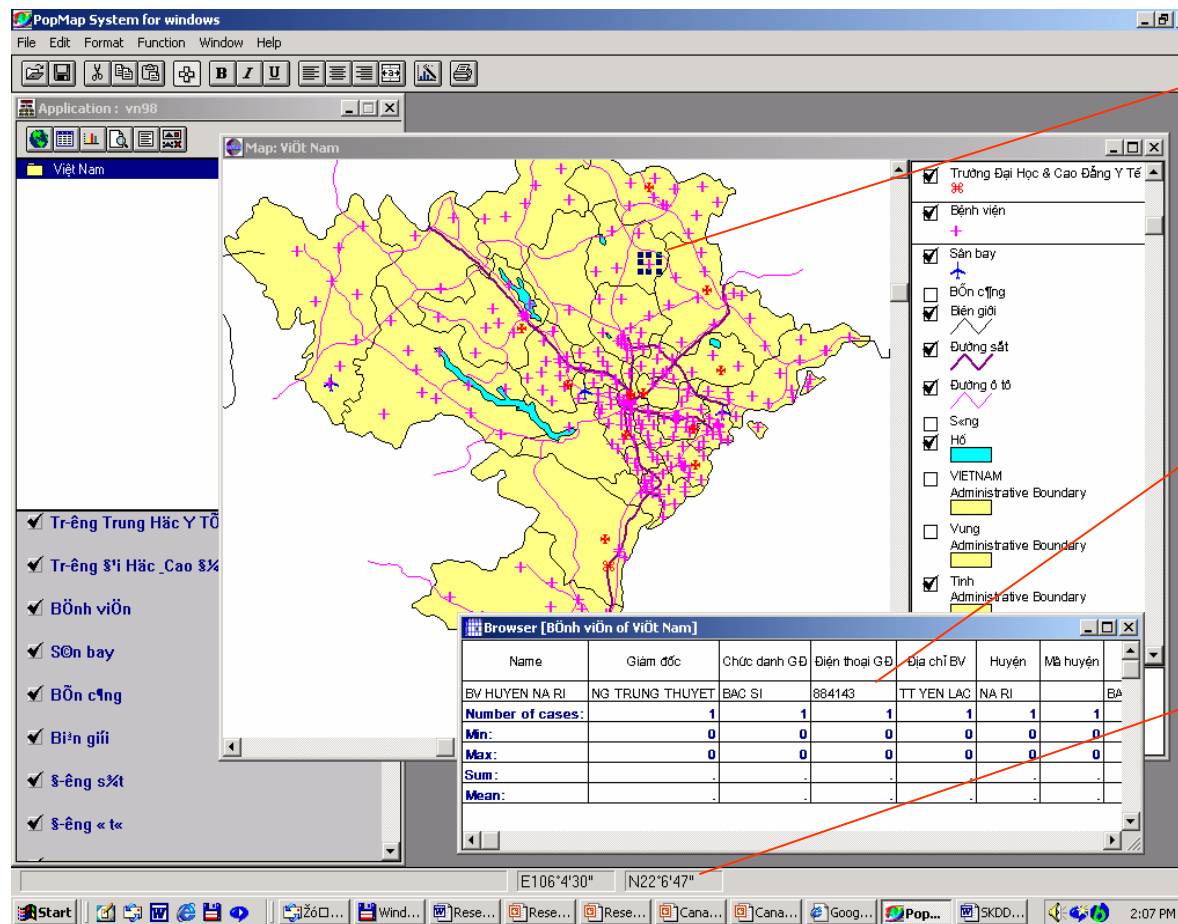 PopMap System for windows
File Edit Format Function Window Help
B I U
Application : vn98
Việt Nam
Map: ViÖt Nam
Trường Đại Học & Cao Đẳng Y Tế
Bệnh viện
Sân bay
BÕn c¶ng
Biên giới
Đường sắt
Đường ô tô
S«ng
Hồ
VIETNAM
Administrative Boundary
Vung
Administrative Boundary
Tỉnh
Administrative Boundary
Tr-êng Trung Häc Y TÕ
Tr-êng §¹i Häc _Cao §¼
BÖnh viÖn
S©n bay
BÕn c¶ng
Biªn giíi
§-êng s¾t
§-êng « t«
Browser [BÖnh viÖn of ViÖt Nam]
Name Giám đốc Chức danh GĐ Điện thoại GĐ Địa chỉ BV Huyện Mã huyện
BV HUYEN NA RI NG TRUNG THUYET BAC SI 884143 TT YEN LAC NA RI BA
Number of cases: 1 1 1 1 1 1
Min: 0 0 0 0 0 0
Max: 0 0 0 0 0 0
Sum: . . . . . .
Mean: . . . . . .
E106°4'30" N22°6'47"
Start Žó□... Wind... Rese... Rese... Rese... Cana... Cana... Goog... Pop... SKDD... 2:07 PM